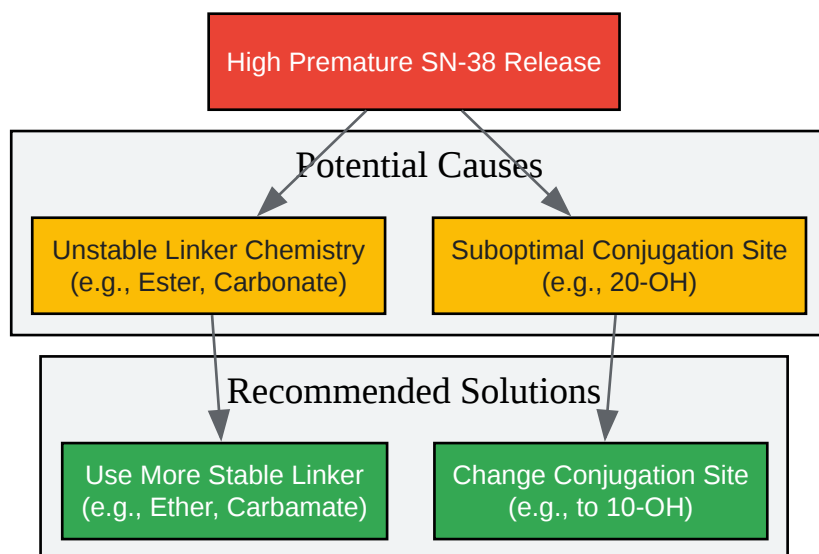 High Premature SN-38 Release
Potential Causes
Unstable Linker Chemistry
(e.g., Ester, Carbonate)
Suboptimal Conjugation Site
(e.g., 20-OH)
Recommended Solutions
Use More Stable Linker
(e.g., Ether, Carbamate)
Change Conjugation Site
(e.g., to 10-OH)